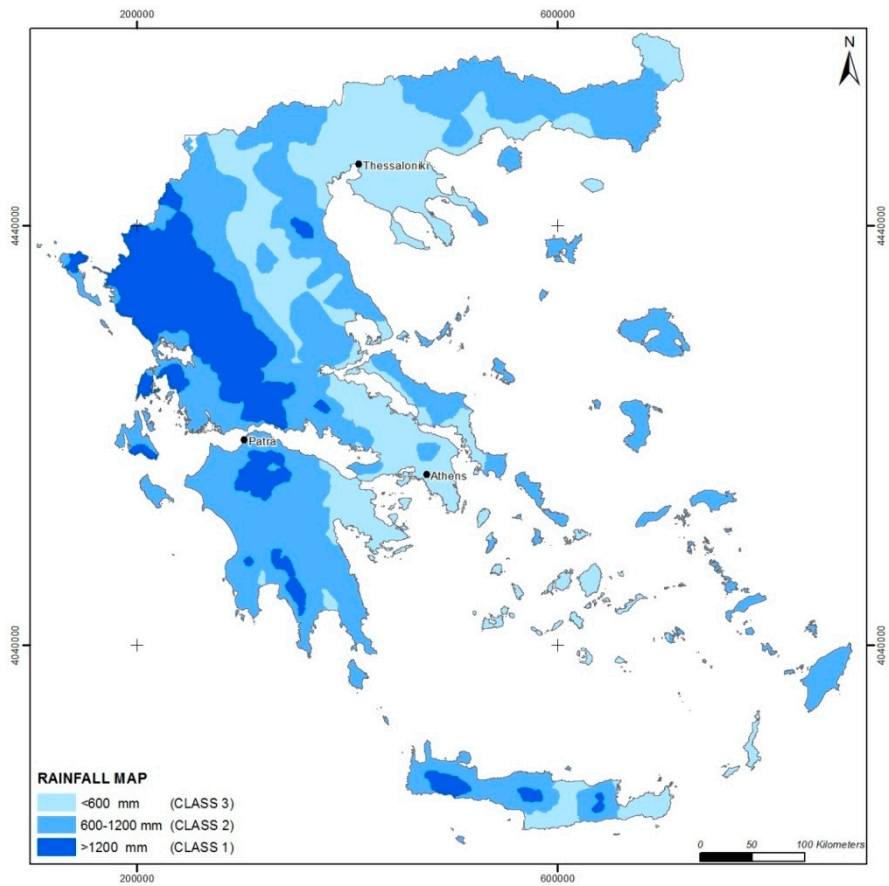 200000 600000
N
Thessaloniki
4440000 4440000
Patra
Athens
4040000 4040000
RAINFALL MAP
<600 mm (CLASS 3)
600-1200 mm (CLASS 2)
>1200 mm (CLASS 1)
0 50 100 Kilometers
200000 600000